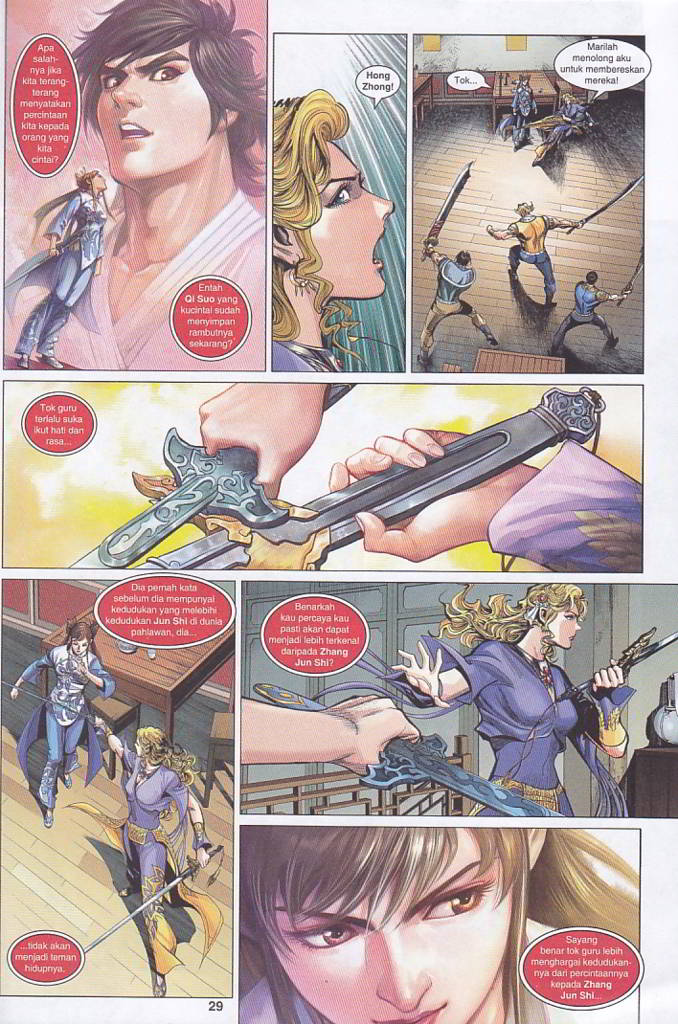 Apa
salah-
nya jika
kita terang-
terang
menyatakan
percintaan
kita kepada
orang yang
kita
cintai?
Entah
Qi Suo yang
kucintai sudah
menyimpan
rambutnya
sekarang?
Hong
Zhong!
Tok...
Marilah
menolong aku
untuk membereskan
mereka!
Tok guru
terlalu suka
ikut hati dan
rasa...
Dia pernah kata
sebelum dia mempunyai
kedudukan yang melebihi
kedudukan Jun Shi di dunia
pahlawan, dia...
...tidak akan
menjadi teman
hidupnya.
Benarkah
kau percaya kau
pasti akan dapat
menjadi lebih terkenal
daripada Zhang
Jun Shi?
Sayang
benar tok guru lebih
menghargai kedudukan-
nya dari percintaannya
kepada Zhang
Jun Shi...
29